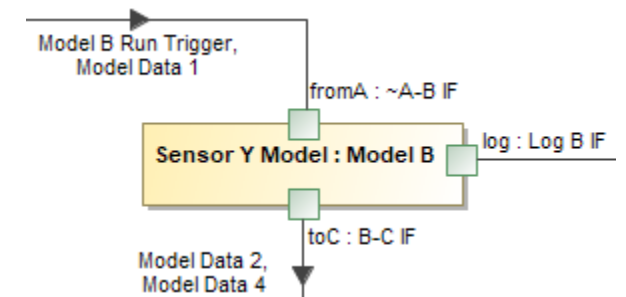 Model B Run Trigger,
Model Data 1
fromA : ~A-B IF
Sensor Y Model : Model B
log : Log B IF
toC : B-C IF
Model Data 2,
Model Data 4